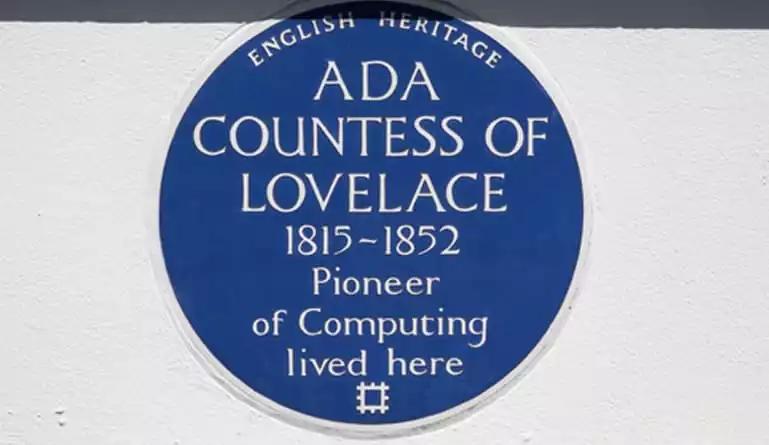 ENGLISH HERITAGE
ADA
COUNTESS OF
LOVELACE
1815-1852
Pioneer
of Computing
lived here